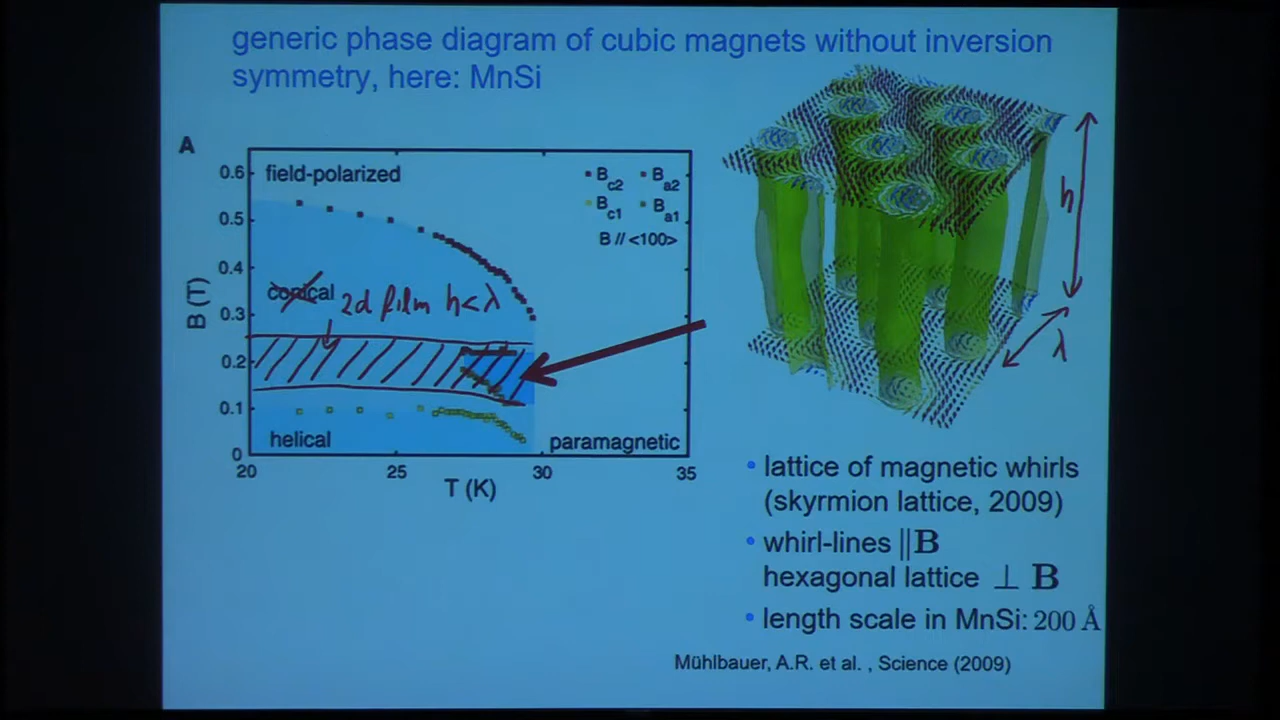 generic phase diagram of cubic magnets without inversion
symmetry, here: MnSi
A
field-polarized
B_c2 B_a2
B_c1 B_a1
B // <100>
conical 2d film h<λ
helical
paramagnetic
B (T)
0.6
0.5
0.4
0.3
0.2
0.1
0
20 25 30 35
T (K)
h
λ
• lattice of magnetic whirls
(skyrmion lattice, 2009)
• whirl-lines ||B
hexagonal lattice ⊥ B
• length scale in MnSi: 200 Å
Mühlbauer, A.R. et al. , Science (2009)